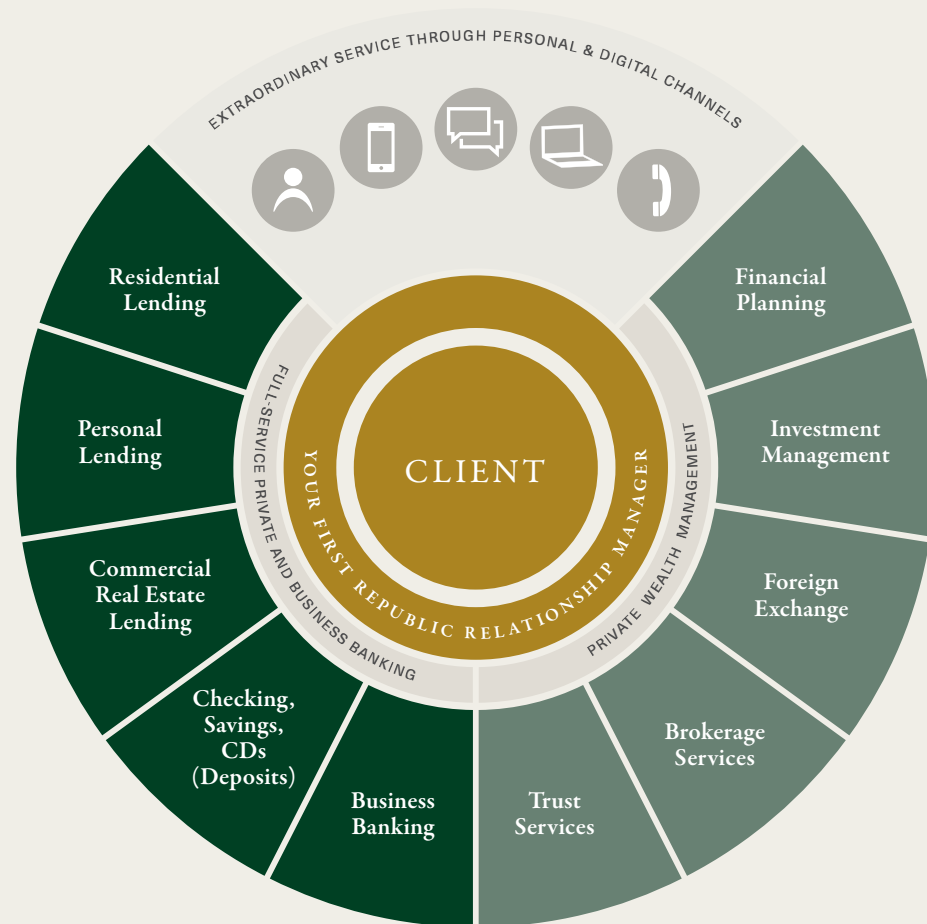 EXTRAORDINARY SERVICE THROUGH PERSONAL & DIGITAL CHANNELS
Residential
Lending
Personal
Lending
Commercial
Real Estate
Lending
Checking,
Savings,
CDs
(Deposits)
Business
Banking
FULL-SERVICE PRIVATE AND BUSINESS BANKING
CLIENT
YOUR FIRST REPUBLIC RELATIONSHIP MANAGER
PRIVATE WEALTH MANAGEMENT
Financial
Planning
Investment
Management
Foreign
Exchange
Brokerage
Services
Trust
Services